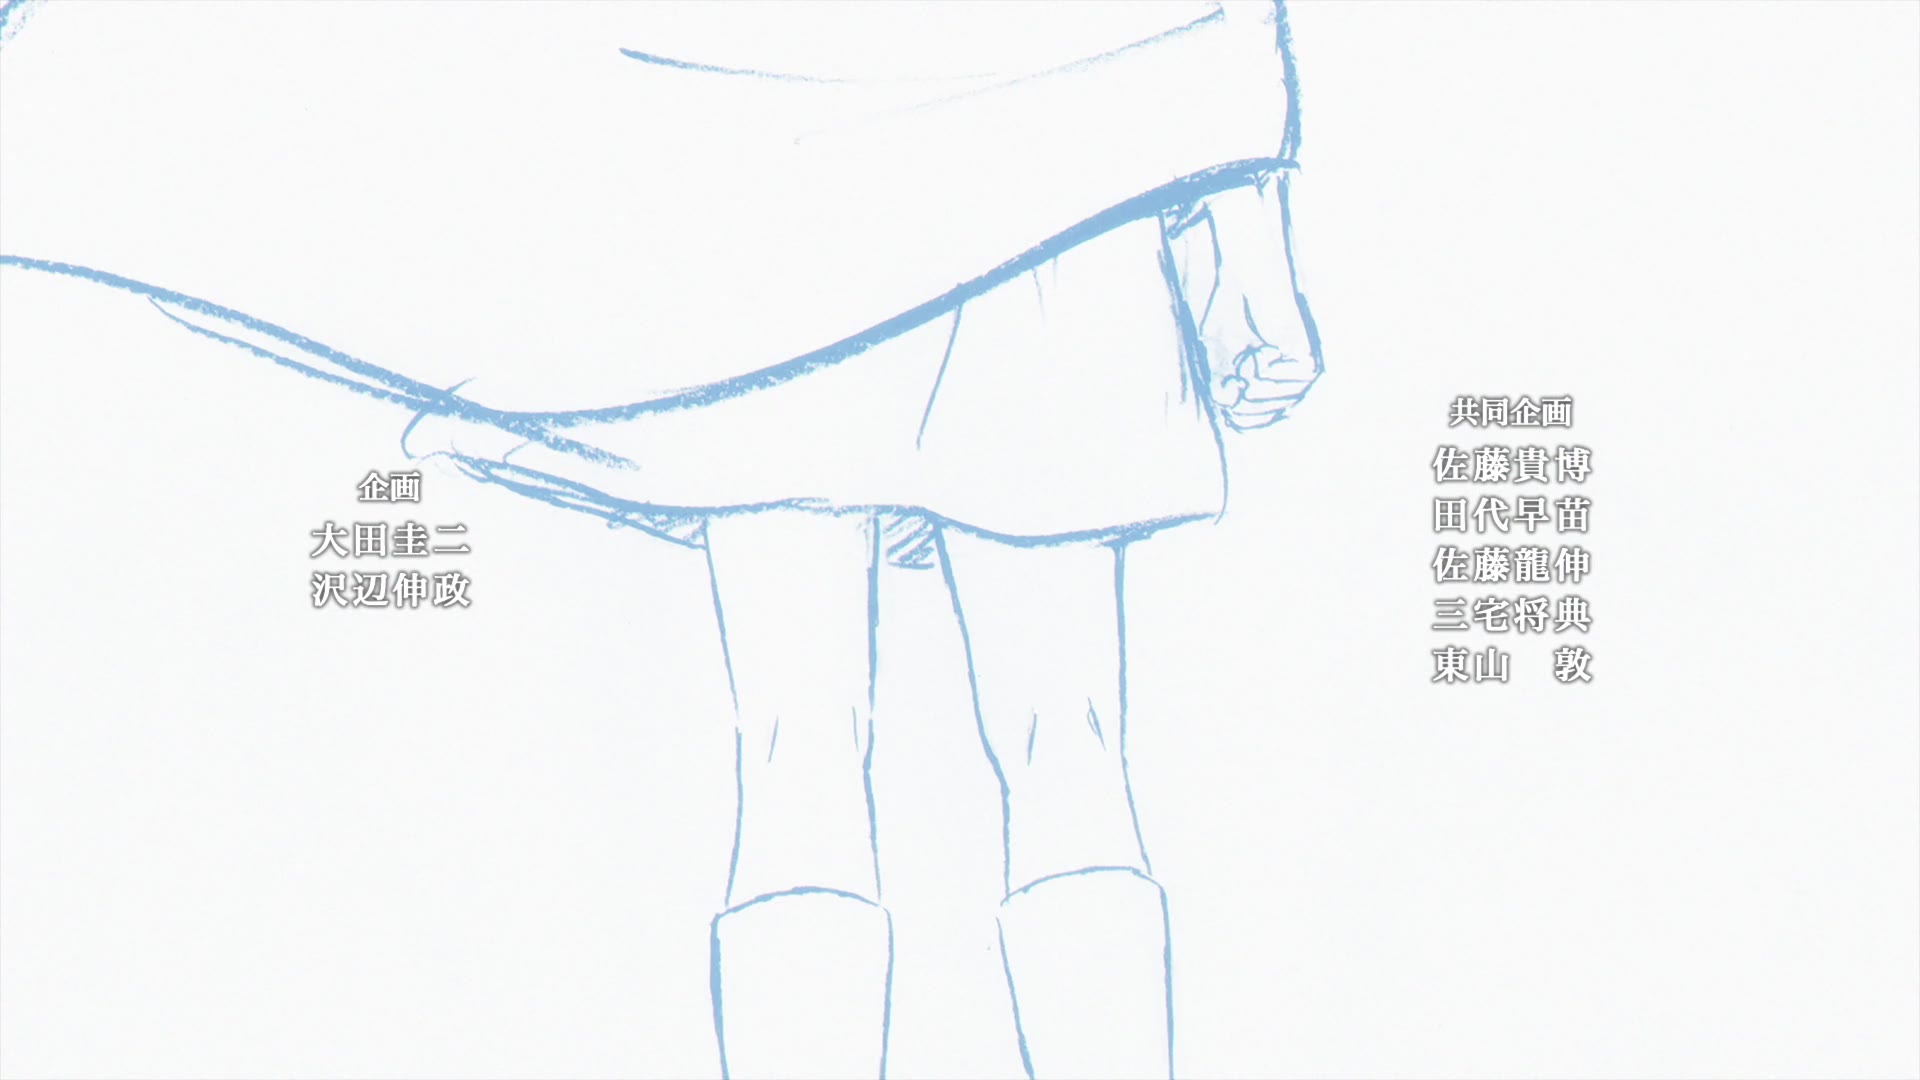 企画
大田圭二
沢辺伸政
共同企画
佐藤貴博
田代早苗
佐藤龍伸
三宅将典
東山　敦